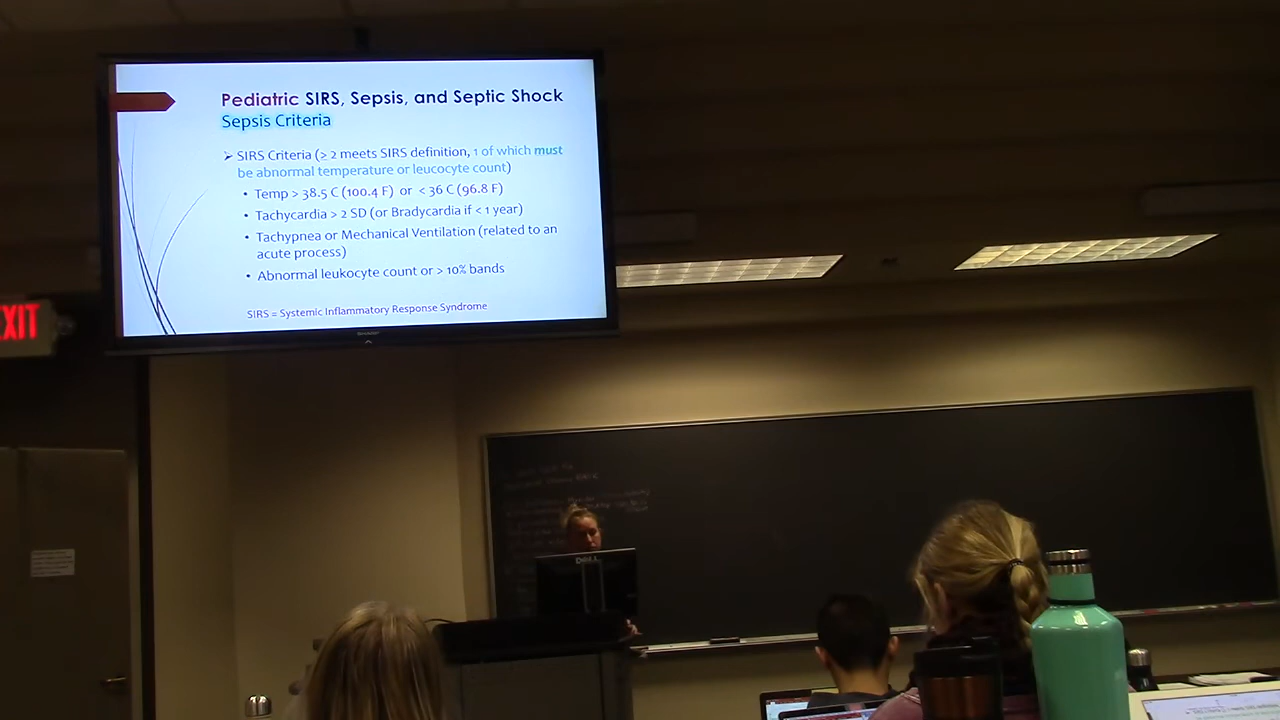 Pediatric SIRS, Sepsis, and Septic Shock
Sepsis Criteria
➢ SIRS Criteria (≥ 2 meets SIRS definition, 1 of which must
be abnormal temperature or leucocyte count)
• Temp > 38.5 C (100.4 F) or < 36 C (96.8 F)
• Tachycardia > 2 SD (or Bradycardia if < 1 year)
• Tachypnea or Mechanical Ventilation (related to an
acute process)
• Abnormal leukocyte count or > 10% bands
SIRS = Systemic Inflammatory Response Syndrome
EXIT
DELL